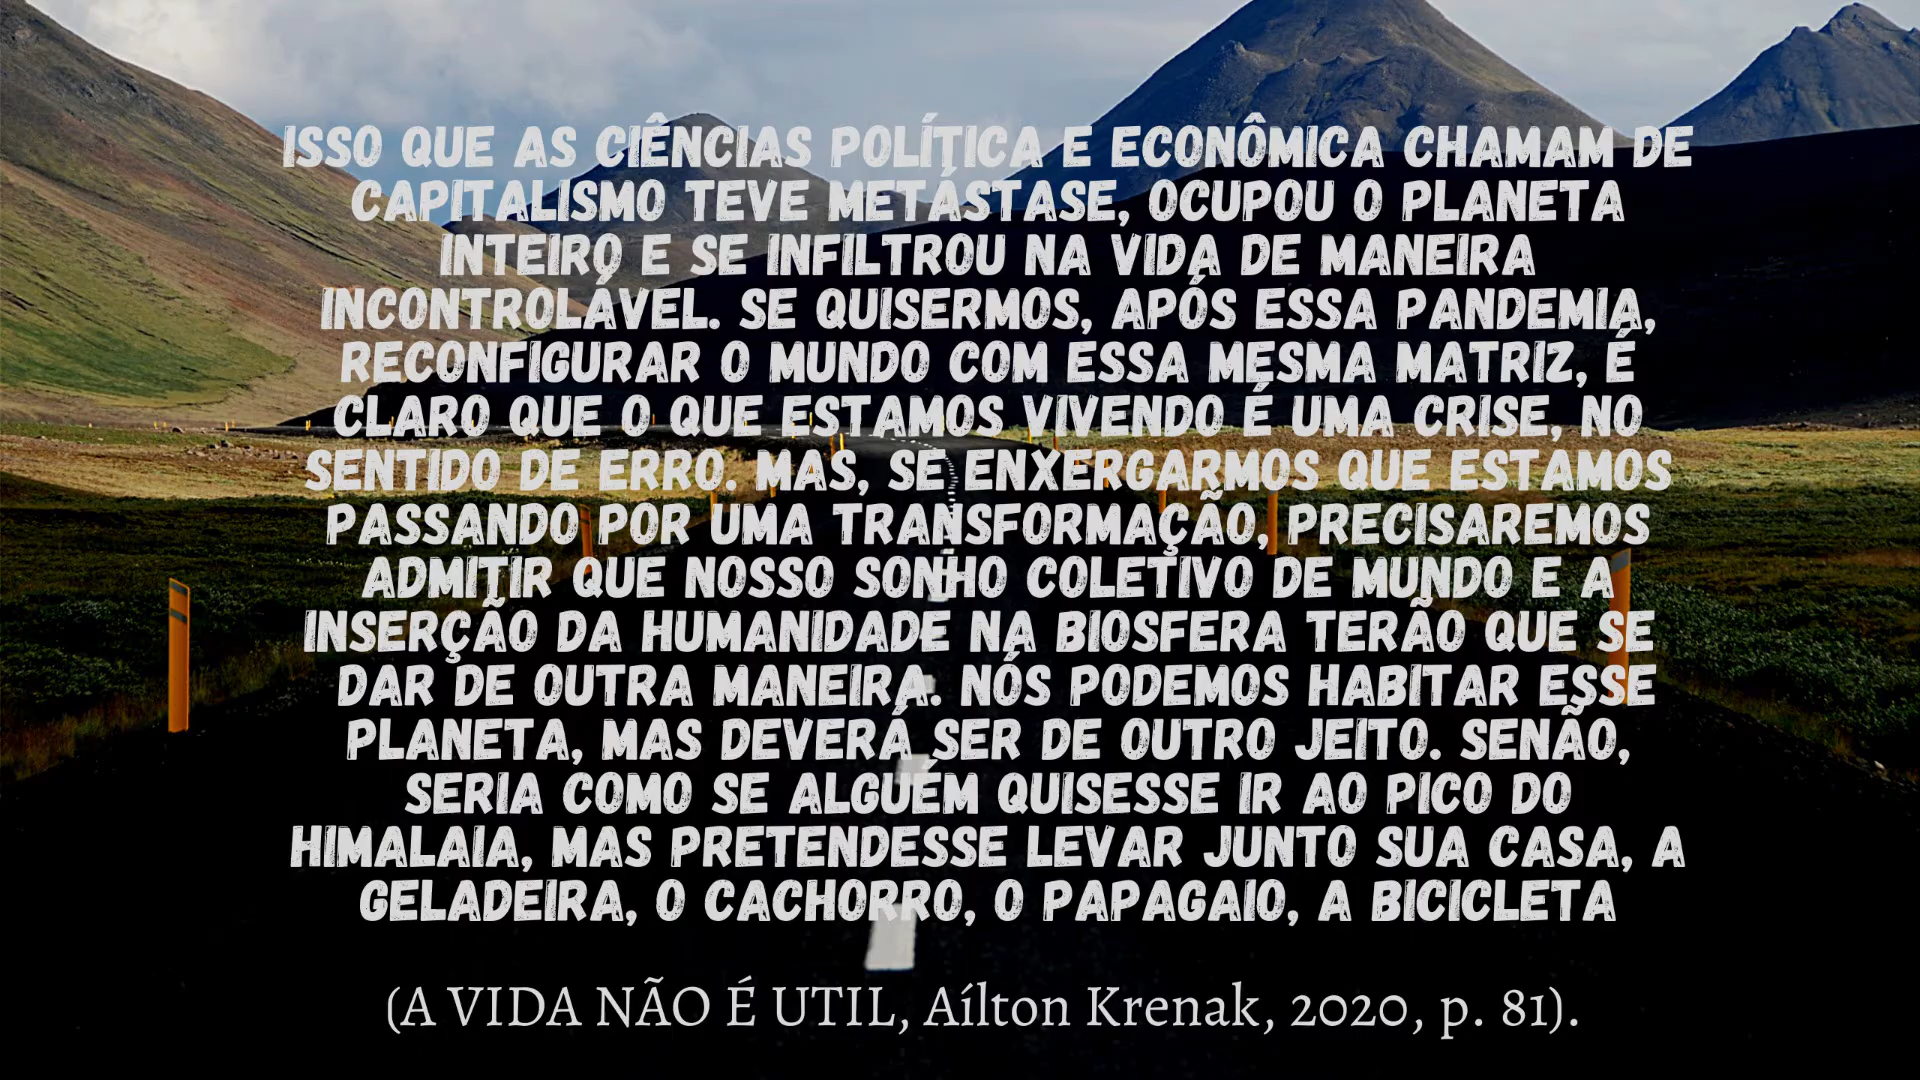 ISSO QUE AS CIÊNCIAS POLÍTICA E ECONÔMICA CHAMAM DE
CAPITALISMO TEVE METÁSTASE, OCUPOU O PLANETA
INTEIRO E SE INFILTROU NA VIDA DE MANEIRA
INCONTROLÁVEL. SE QUISERMOS, APÓS ESSA PANDEMIA,
RECONFIGURAR O MUNDO COM ESSA MESMA MATRIZ, É
CLARO QUE O QUE ESTAMOS VIVENDO É UMA CRISE, NO
SENTIDO DE ERRO. MAS, SE ENXERGARMOS QUE ESTAMOS
PASSANDO POR UMA TRANSFORMAÇÃO, PRECISAREMOS
ADMITIR QUE NOSSO SONHO COLETIVO DE MUNDO E A
INSERÇÃO DA HUMANIDADE NA BIOSFERA TERÃO QUE SE
DAR DE OUTRA MANEIRA. NÓS PODEMOS HABITAR ESSE
PLANETA, MAS DEVERÁ SER DE OUTRO JEITO. SENÃO,
SERIA COMO SE ALGUÉM QUISESSE IR AO PICO DO
HIMALAIA, MAS PRETENDESSE LEVAR JUNTO SUA CASA, A
GELADEIRA, O CACHORRO, O PAPAGAIO, A BICICLETA
(A VIDA NÃO É UTIL, Aílton Krenak, 2020, p. 81).